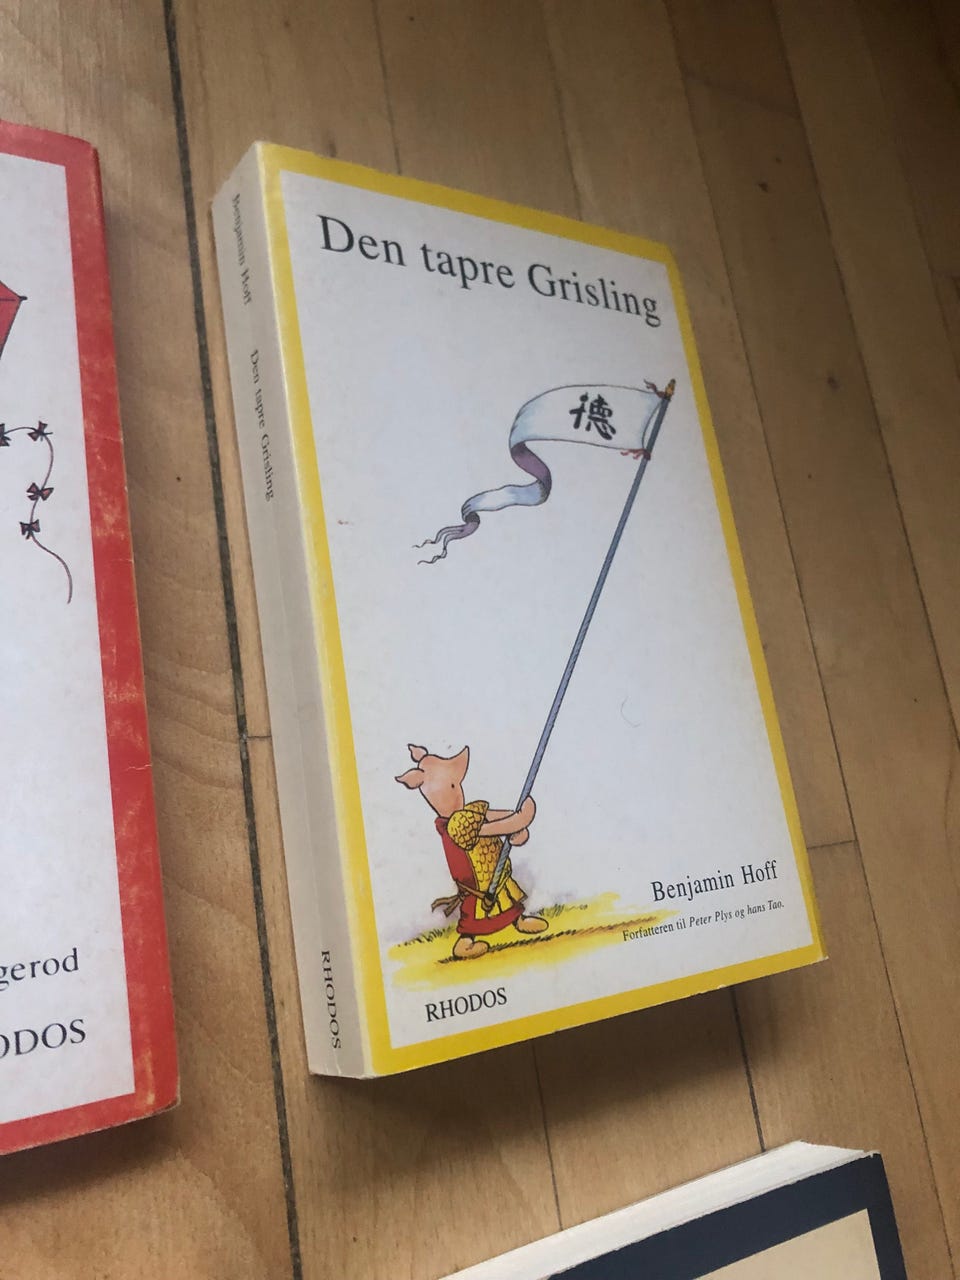 Den tapre Grisling
德
Benjamin Hoff
Forfatteren til Peter Plys og hans Tao.
RHODOS
Benjamin Hoff Den tapre Grisling RHODOS
gerod
ODOS